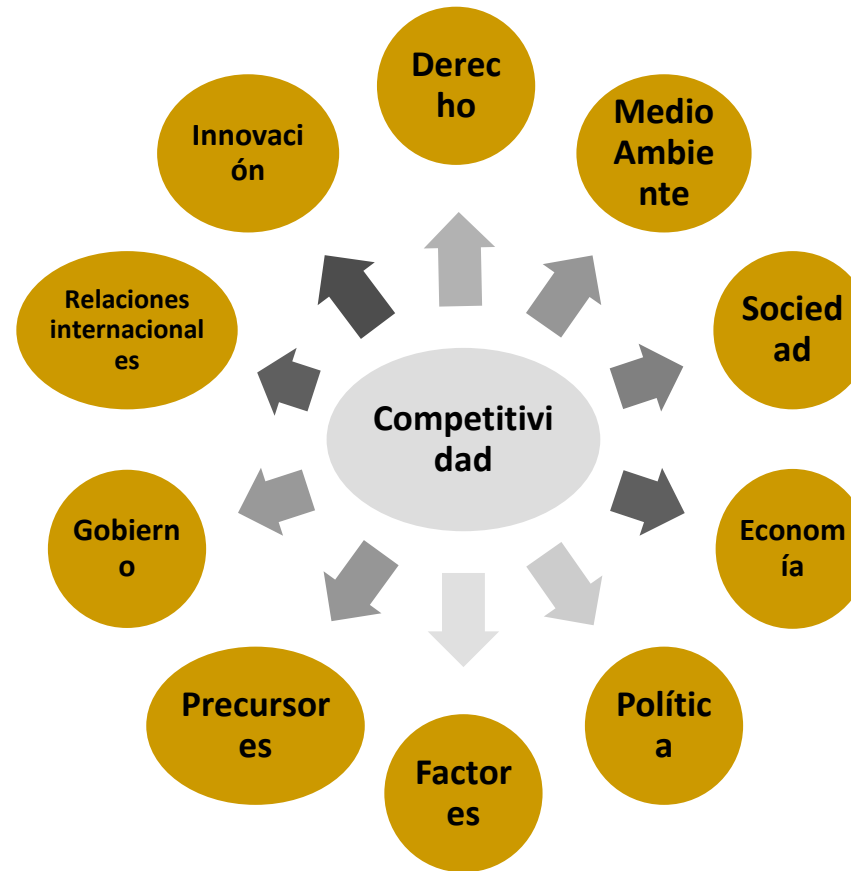 Derec
ho
Medio
Ambie
nte
Socied
ad
Econom
ía
Polític
a
Factor
es
Precursor
es
Gobiern
o
Relaciones
internacional
es
Innovaci
ón
Competitivi
dad